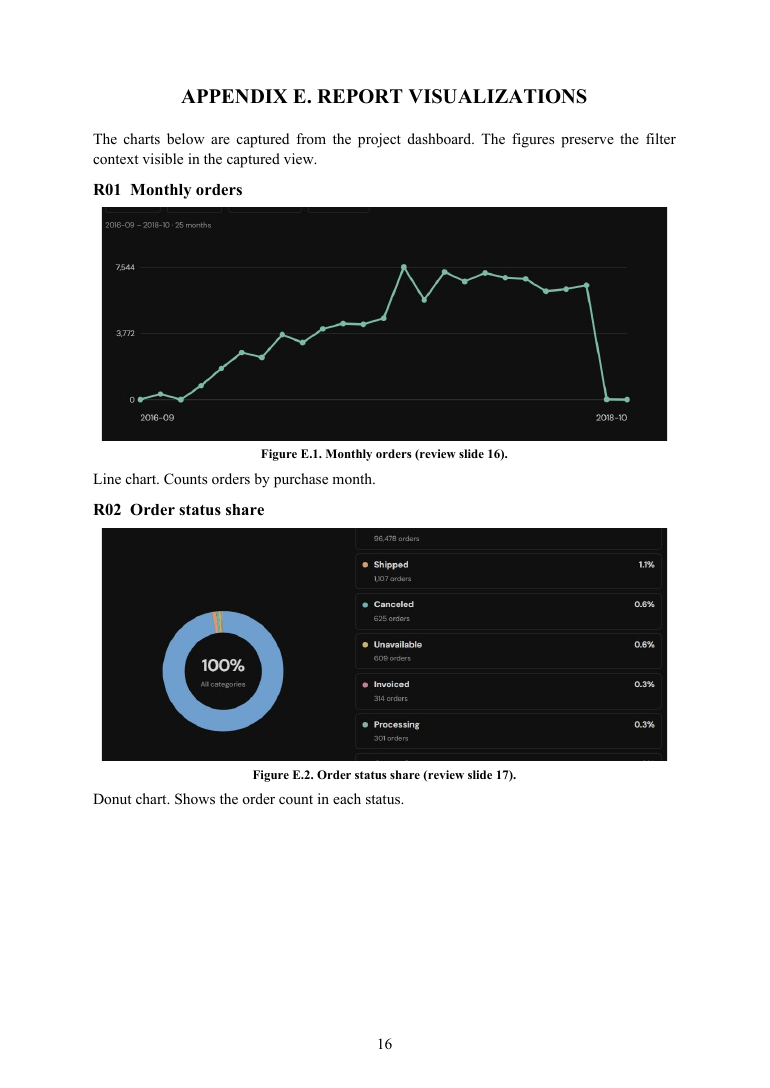 APPENDIX E. REPORT VISUALIZATIONS
The charts below are captured from the project dashboard. The figures preserve the filter
context visible in the captured view.
R01 Monthly orders
2016-09 – 2018-10 · 25 months
7,544
3,772
0
2016-09
2018-10
Figure E.1. Monthly orders (review slide 16).
Line chart. Counts orders by purchase month.
R02 Order status share
96,478 orders
Shipped 1.1%
1,107 orders
Canceled 0.6%
625 orders
Unavailable 0.6%
609 orders
Invoiced 0.3%
314 orders
Processing 0.3%
301 orders
100%
All categories
Figure E.2. Order status share (review slide 17).
Donut chart. Shows the order count in each status.
16